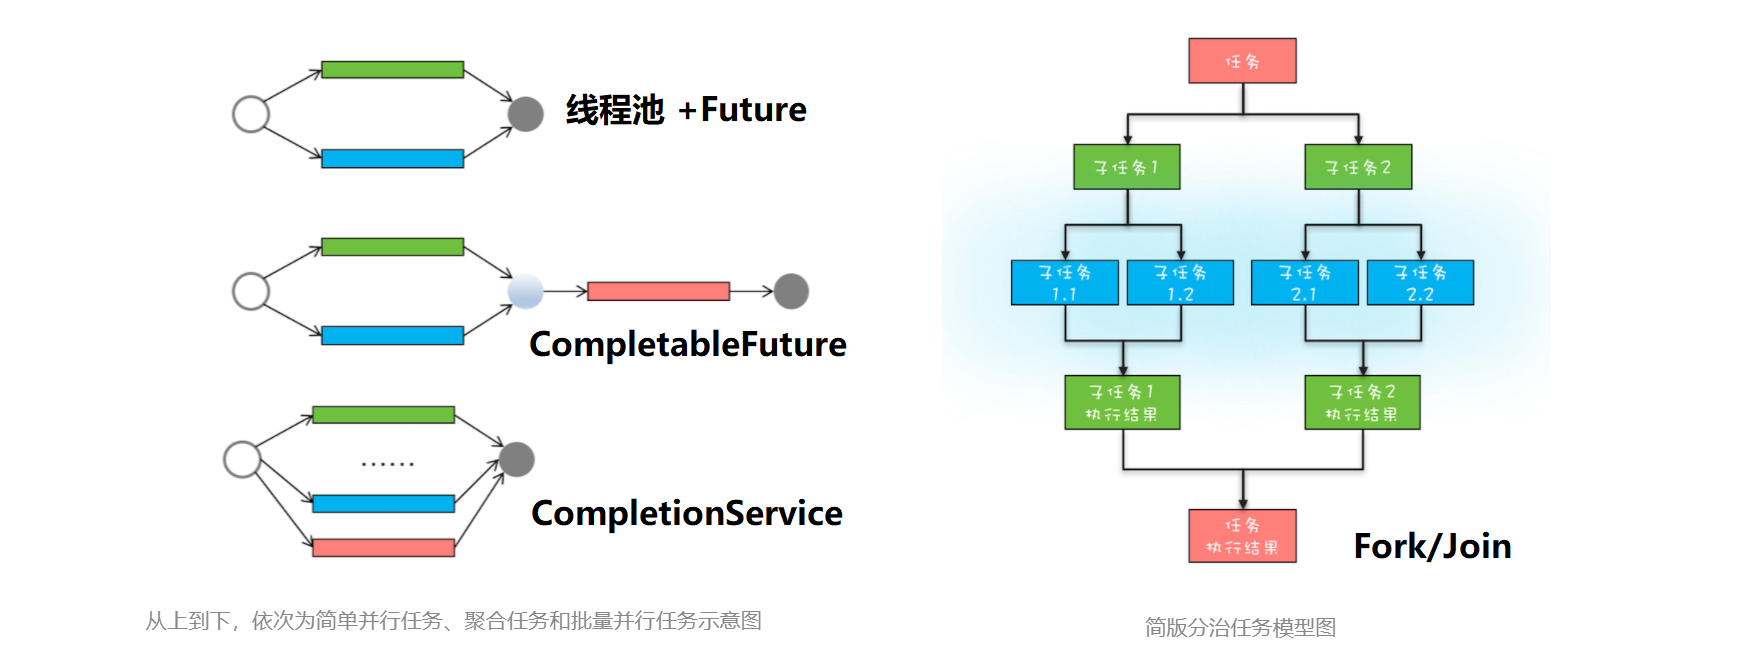 线程池 +Future
CompletableFuture
......
CompletionService
从上到下，依次为简单并行任务、聚合任务和批量并行任务示意图
任务
子任务1
子任务2
子任务
1.1
子任务
1.2
子任务
2.1
子任务
2.2
子任务1
执行结果
子任务2
执行结果
任务
执行结果
Fork/Join
简版分治任务模型图